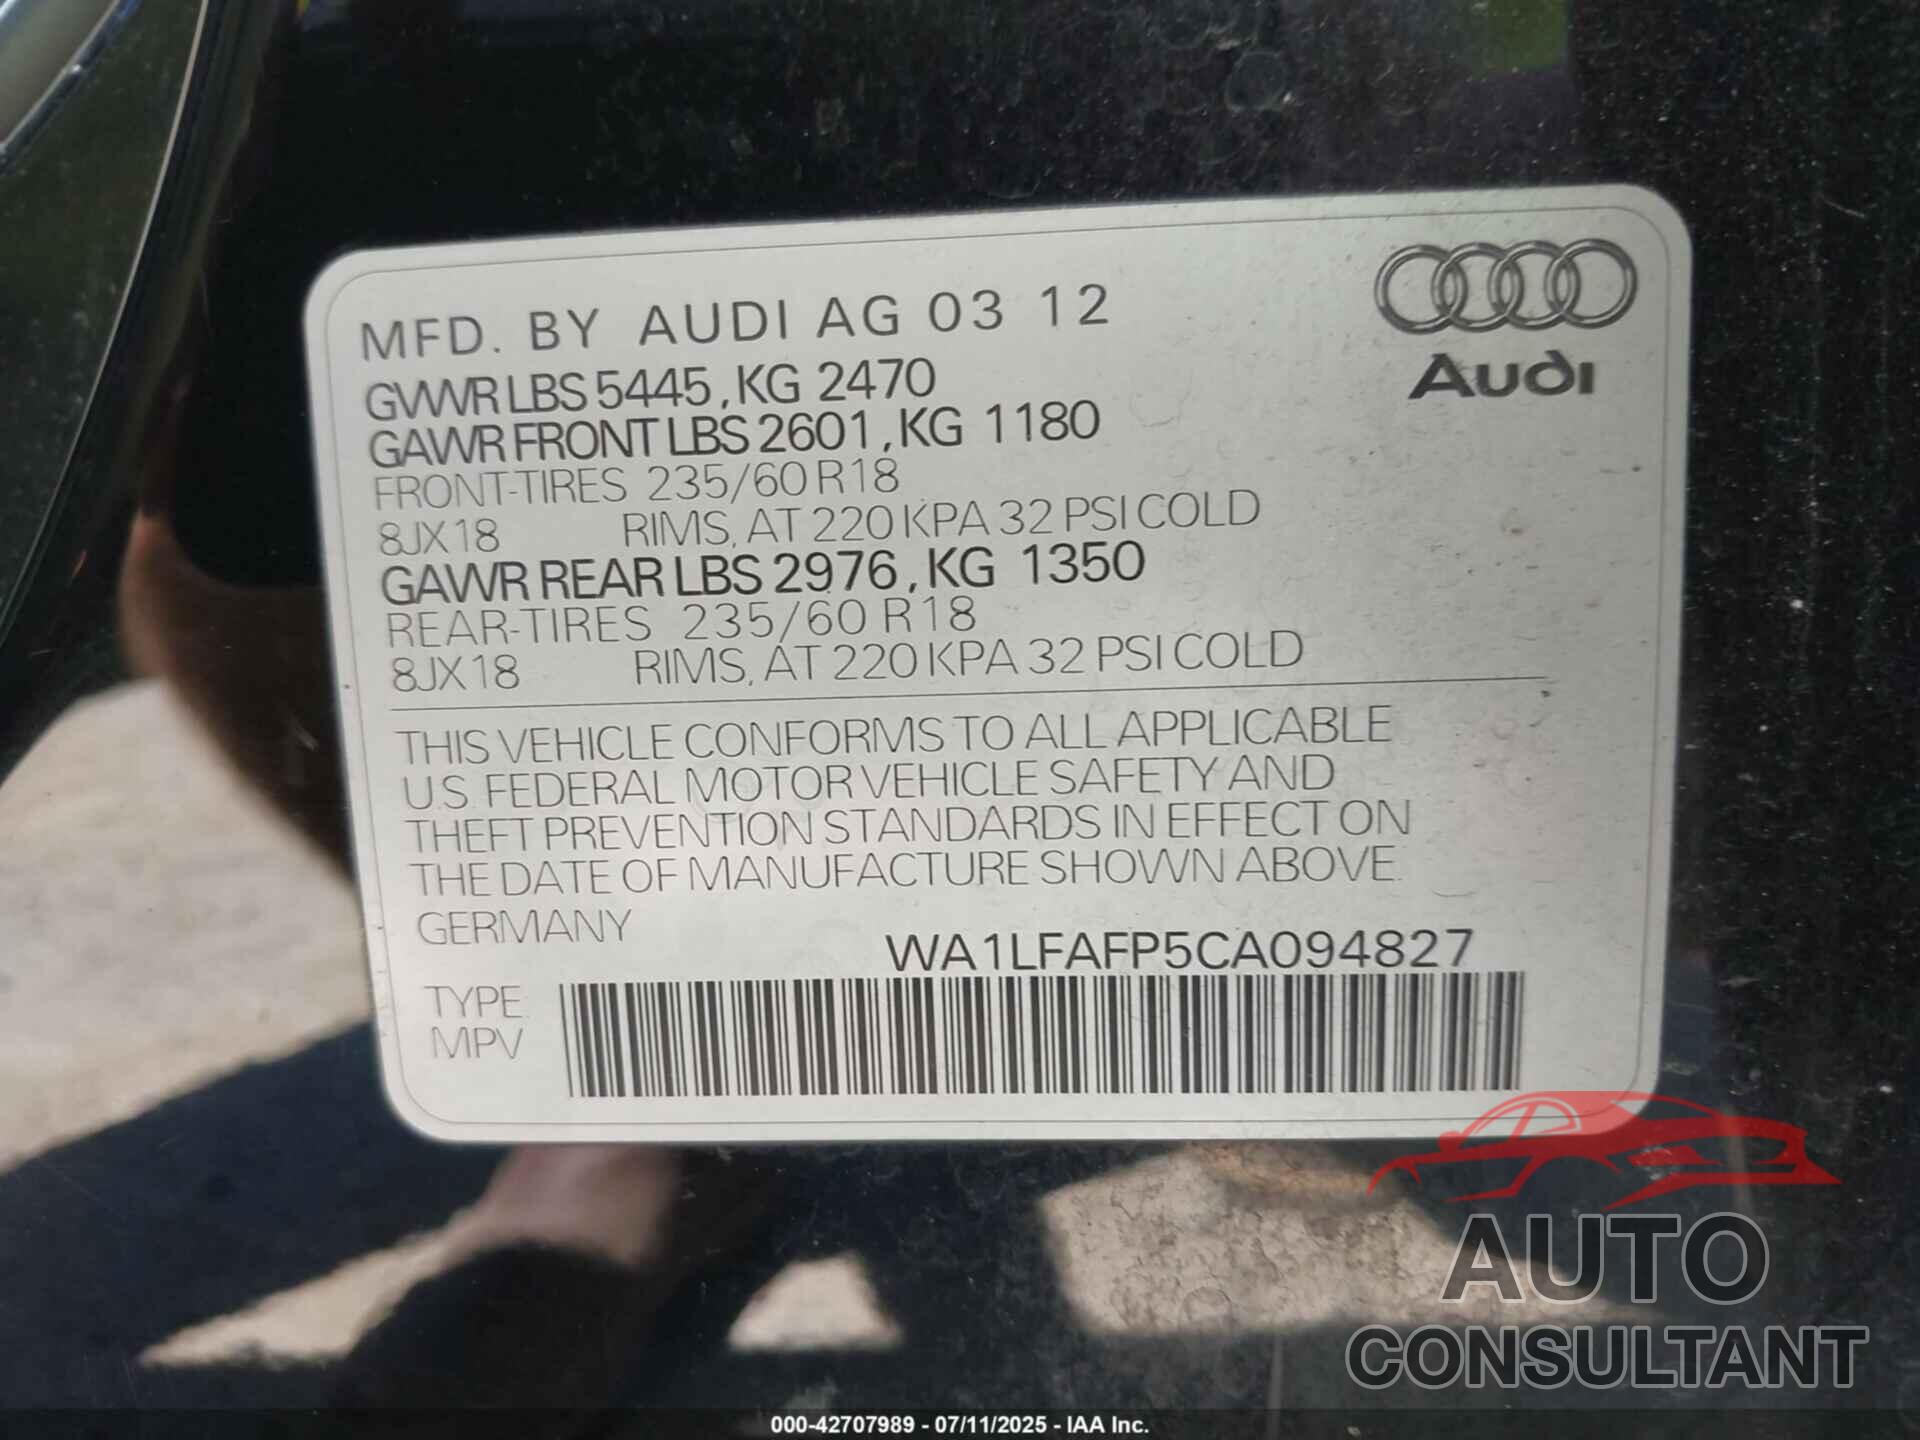 MFD. BY AUDI AG 03 12
Audi
GVWR LBS 5445, KG 2470
GAWR FRONT LBS 2601, KG 1180
FRONT-TIRES 235/60 R18
8JX18 RIMS, AT 220 KPA 32 PSI COLD
GAWR REAR LBS 2976, KG 1350
REAR-TIRES 235/60 R18
8JX18 RIMS, AT 220 KPA 32 PSI COLD
THIS VEHICLE CONFORMS TO ALL APPLICABLE
U.S. FEDERAL MOTOR VEHICLE SAFETY AND
THEFT PREVENTION STANDARDS IN EFFECT ON
THE DATE OF MANUFACTURE SHOWN ABOVE.
GERMANY
WA1LFAFP5CA094827
TYPE:
MPV
AUTO
CONSULTANT
000-42707989 - 07/11/2025 - IAA Inc.